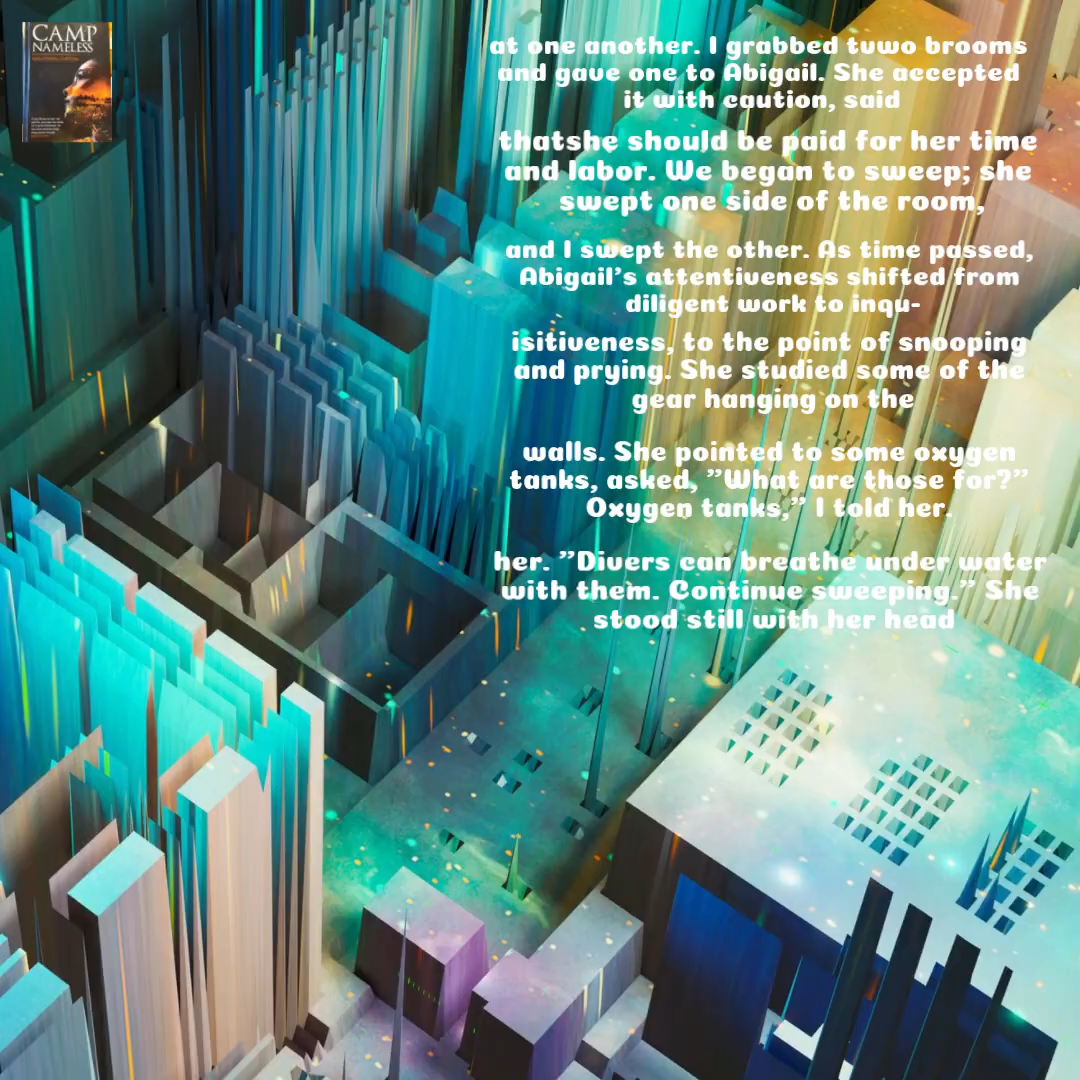 CAMP
NAMELESS
at one another. I grabbed tuwo brooms
and gave one to Abigail. She accepted
it with caution, said
thatshe should be paid for her time
and labor. We began to sweep; she
swept one side of the room,
and I swept the other. As time passed,
Abigail's attentiveness shifted from
diligent work to inqu-
isitiveness, to the point of snooping
and prying. She studied some of the
gear hanging on the
walls. She pointed to some oxygen
tanks, asked, "What are those for?"
Oxygen tanks," I told her.
her. "Divers can breathe under water
with them. Continue sweeping." She
stood still with her head